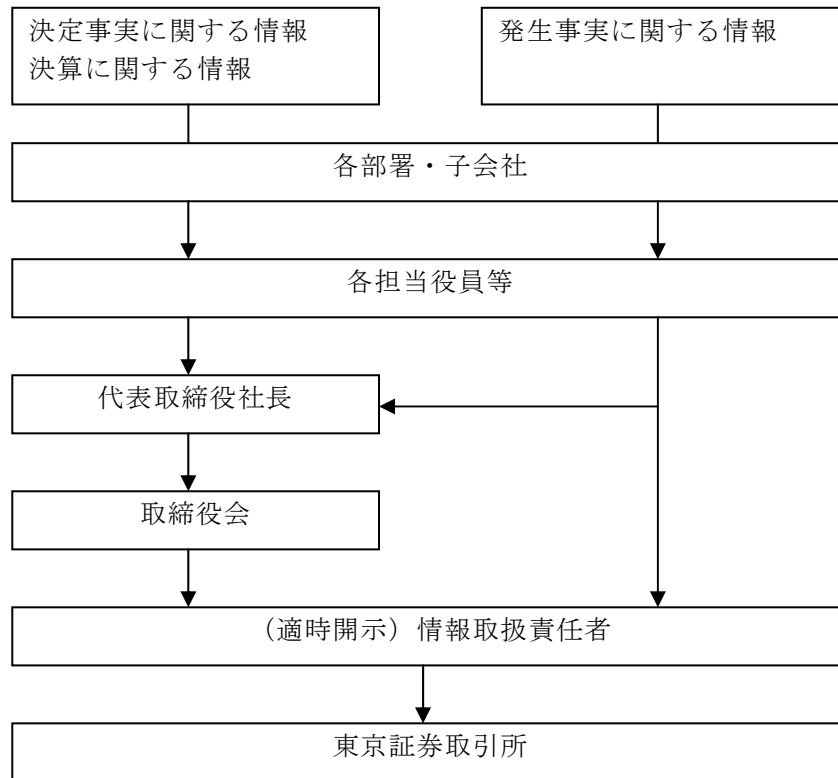 決定事実に関する情報
決算に関する情報
発生事実に関する情報
各部署・子会社
各担当役員等
代表取締役社長
取締役会
（適時開示）情報取扱責任者
東京証券取引所